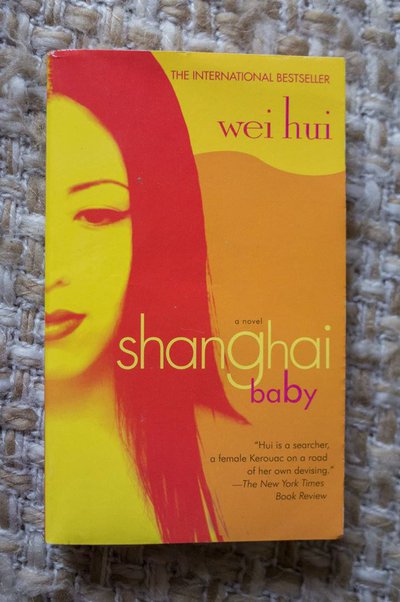 THE INTERNATIONAL BESTSELLER
wei hui
a novel
shanghai
baby
“Hui is a searcher,
a female Kerouac on a road
of her own devising.”
—The New York Times
Book Review